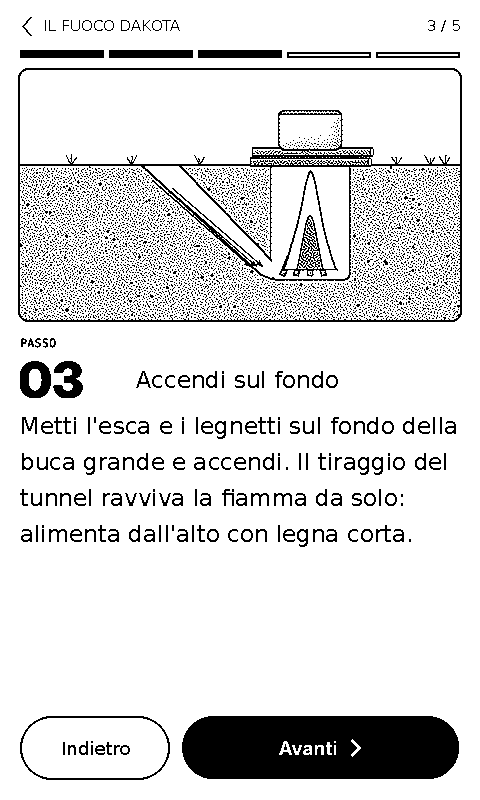 IL FUOCO DAKOTA
3 / 5
PASSO
03
Accendi sul fondo
Metti l'esca e i legnetti sul fondo della
buca grande e accendi. Il tiraggio del
tunnel ravviva la fiamma da solo:
alimenta dall'alto con legna corta.
Indietro
Avanti